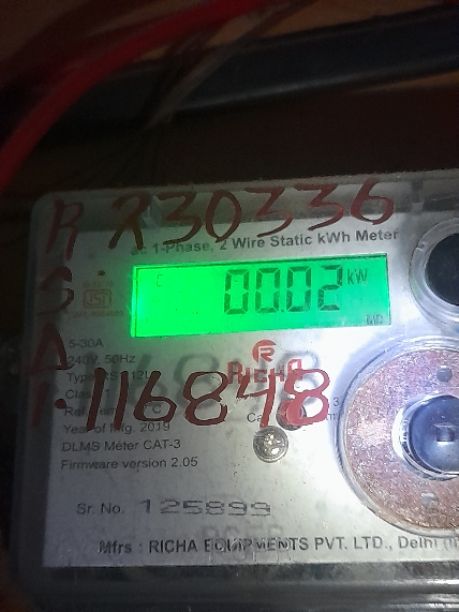 R R30336
ac 1-Phase, 2 Wire Static kWh Meter
C 00.02 kW
MD
S
5-30A
240V, 50Hz
A
RICHA
1-116848
Year of Mfg. 2019
DLMS Meter CAT-3
Firmware version 2.05
Sr. No. 125899
Mfrs : RICHA EQUIPMENTS PVT. LTD., Delhi